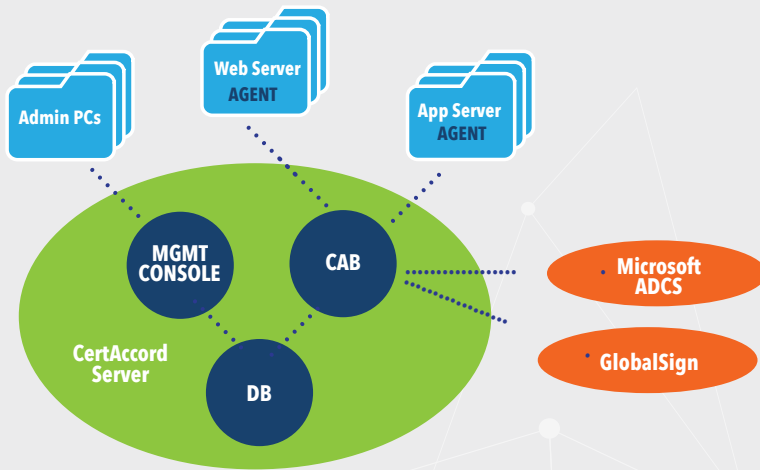 Web Server
AGENT
Admin PCs
App Server
AGENT
MGMT
CONSOLE
CAB
Microsoft
ADCS
CertAccord
Server
GlobalSign
DB